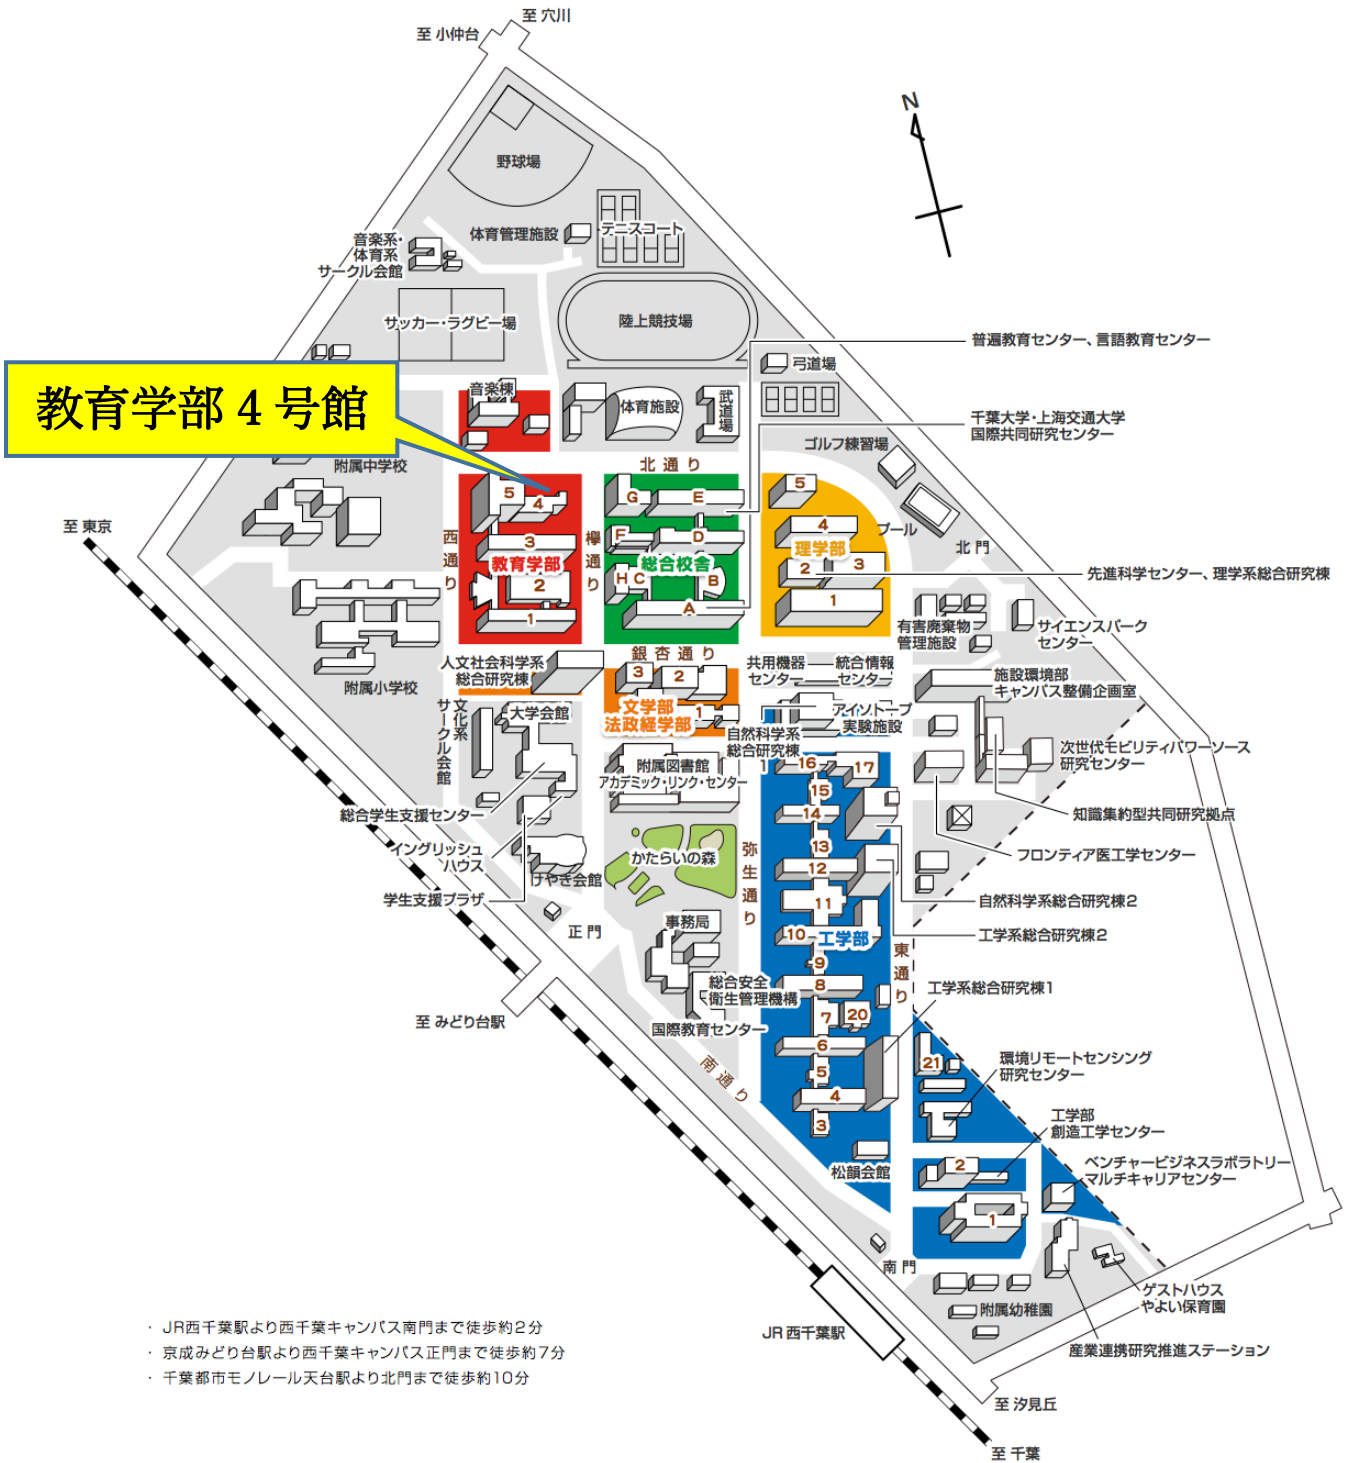 至 穴川
至 小仲台
N
野球場
体育管理施設
テニスコート
音楽系・
体育系
サークル会館
サッカー・ラグビー場
陸上競技場
普遍教育センター、言語教育センター
弓道場
教育学部４号館
音楽棟
体育施設
武道場
千葉大学・上海交通大学
国際共同研究センター
ゴルフ練習場
附属中学校
北通り
5
4
G
E
5
至 東京
西通り
欅通り
3
F
D
4
プール
北門
教育学部
総合校舎
理学部
2
H
C
B
2
3
先進科学センター、理学系総合研究棟
1
A
1
有害廃棄物
管理施設
サイエンスパーク
センター
附属小学校
人文社会科学系
総合研究棟
銀杏通り
共用機器
センター
統合情報
センター
施設環境部
キャンパス整備企画室
3
2
文化系
サークル会館
大学会館
文学部
法政経学部
1
アイソトープ
実験施設
自然科学系
総合研究棟
1
附属図書館
アカデミック・リンク・センター
16
17
次世代モビリティパワーソース
研究センター
15
総合学生支援センター
14
知識集約型共同研究拠点
イングリッシュ
ハウス
かたらいの森
弥生通り
13
フロンティア医工学センター
12
けやき会館
学生支援プラザ
11
自然科学系総合研究棟2
正門
事務局
10
工学部
工学系総合研究棟2
東通り
9
総合安全
衛生管理機構
8
工学系総合研究棟1
至 みどり台駅
国際教育センター
7
20
6
南通り
5
21
環境リモートセンシング
研究センター
4
3
工学部
創造工学センター
松韻会館
2
ベンチャービジネスラボラトリー
マルチキャリアセンター
1
南門
附属幼稚園
ゲストハウス
やよい保育園
JR 西千葉駅
産業連携研究推進ステーション
・ JR西千葉駅より西千葉キャンパス南門まで徒歩約2分
・ 京成みどり台駅より西千葉キャンパス正門まで徒歩約7分
・ 千葉都市モノレール天台駅より北門まで徒歩約10分
至 汐見丘
至 千葉